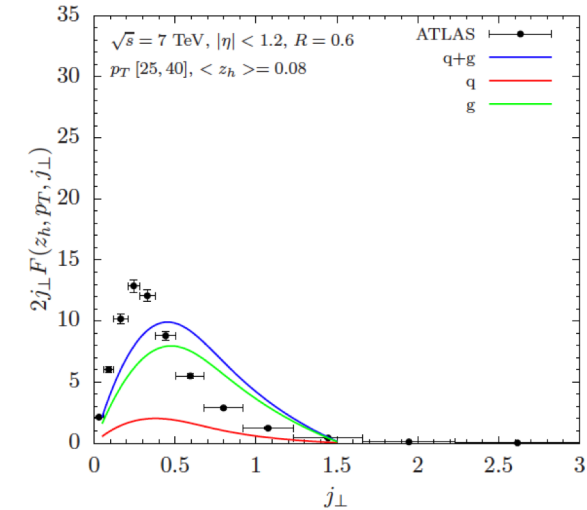 35
30
25
20
15
10
5
0
2j⊥F(z_h, p_T, j⊥)
√s = 7 TeV, |η| < 1.2, R = 0.6
p_T [25, 40], < z_h >= 0.08
ATLAS
q+g
q
g
0 0.5 1 1.5 2 2.5 3
j⊥